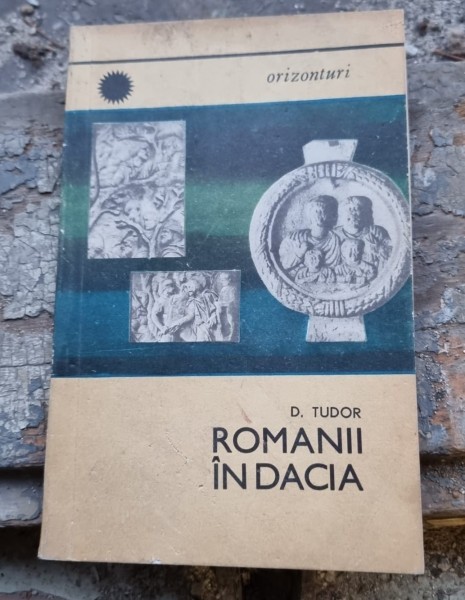 orizonturi
D. TUDOR
ROMANII
ÎN DACIA